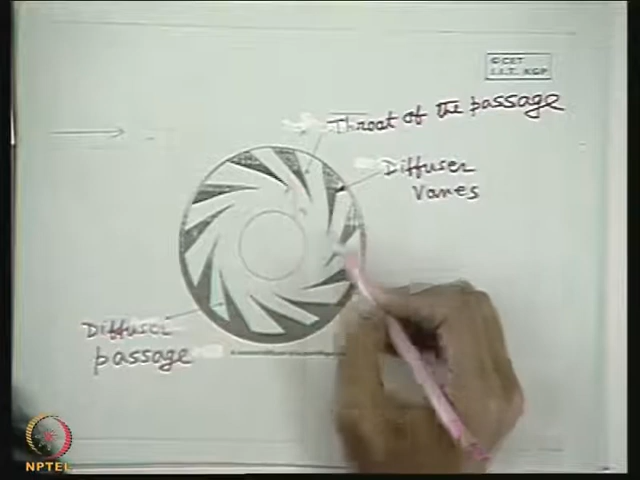 © CET
I.I.T. KGP
Throat of the passage
Diffuser
Vanes
Diffuser
passage
NPTEL